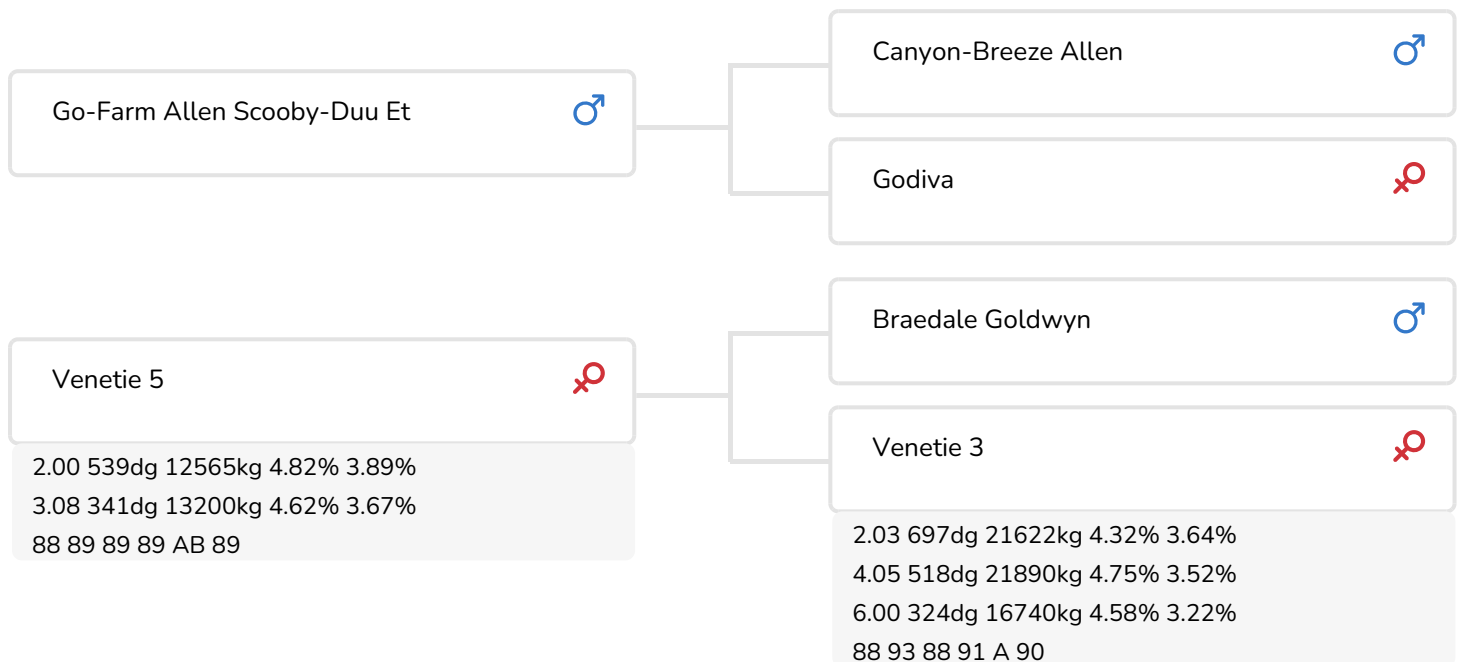 Go-Farm Allen Scooby-Duu Et
Canyon-Breeze Allen
Godiva
Venetie 5
2.00 539dg 12565kg 4.82% 3.89%
3.08 341dg 13200kg 4.62% 3.67%
88 89 89 89 AB 89
Braedale Goldwyn
Venetie 3
2.03 697dg 21622kg 4.32% 3.64%
4.05 518dg 21890kg 4.75% 3.52%
6.00 324dg 16740kg 4.58% 3.22%
88 93 88 91 A 90